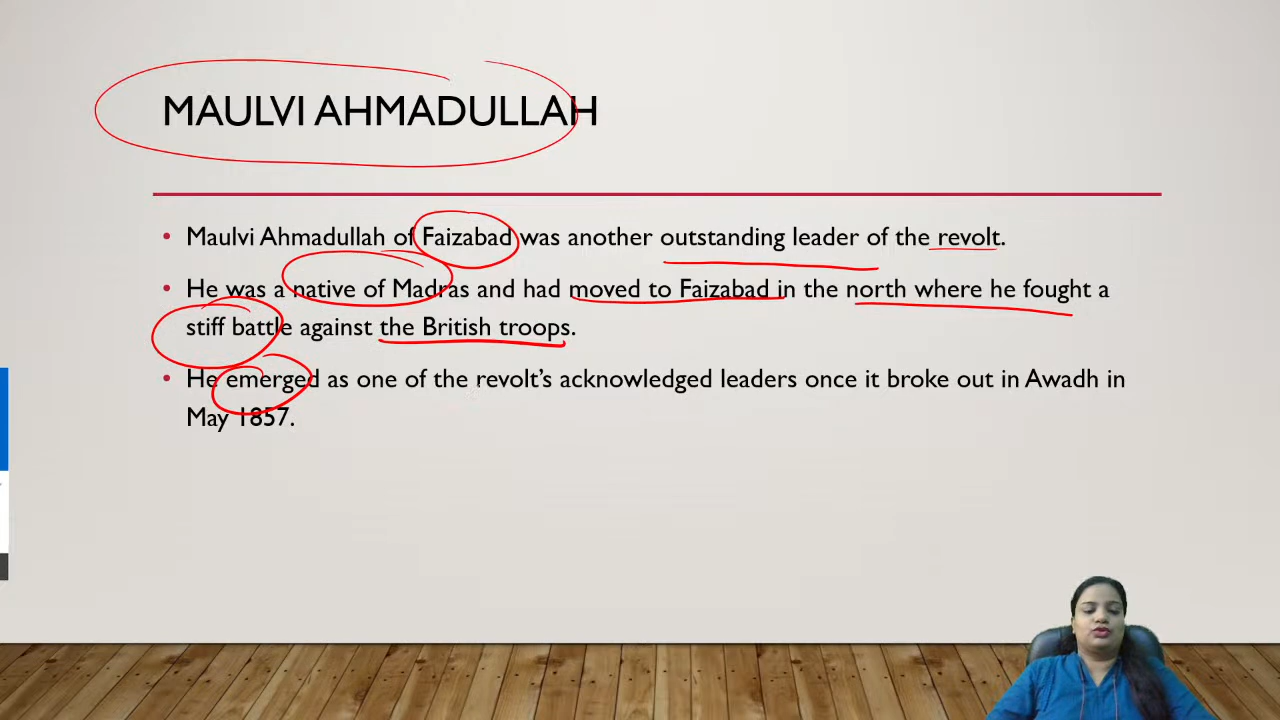 MAULVI AHMADULLAH
• Maulvi Ahmadullah of Faizabad was another outstanding leader of the revolt.
• He was a native of Madras and had moved to Faizabad in the north where he fought a
stiff battle against the British troops.
• He emerged as one of the revolt's acknowledged leaders once it broke out in Awadh in
May 1857.